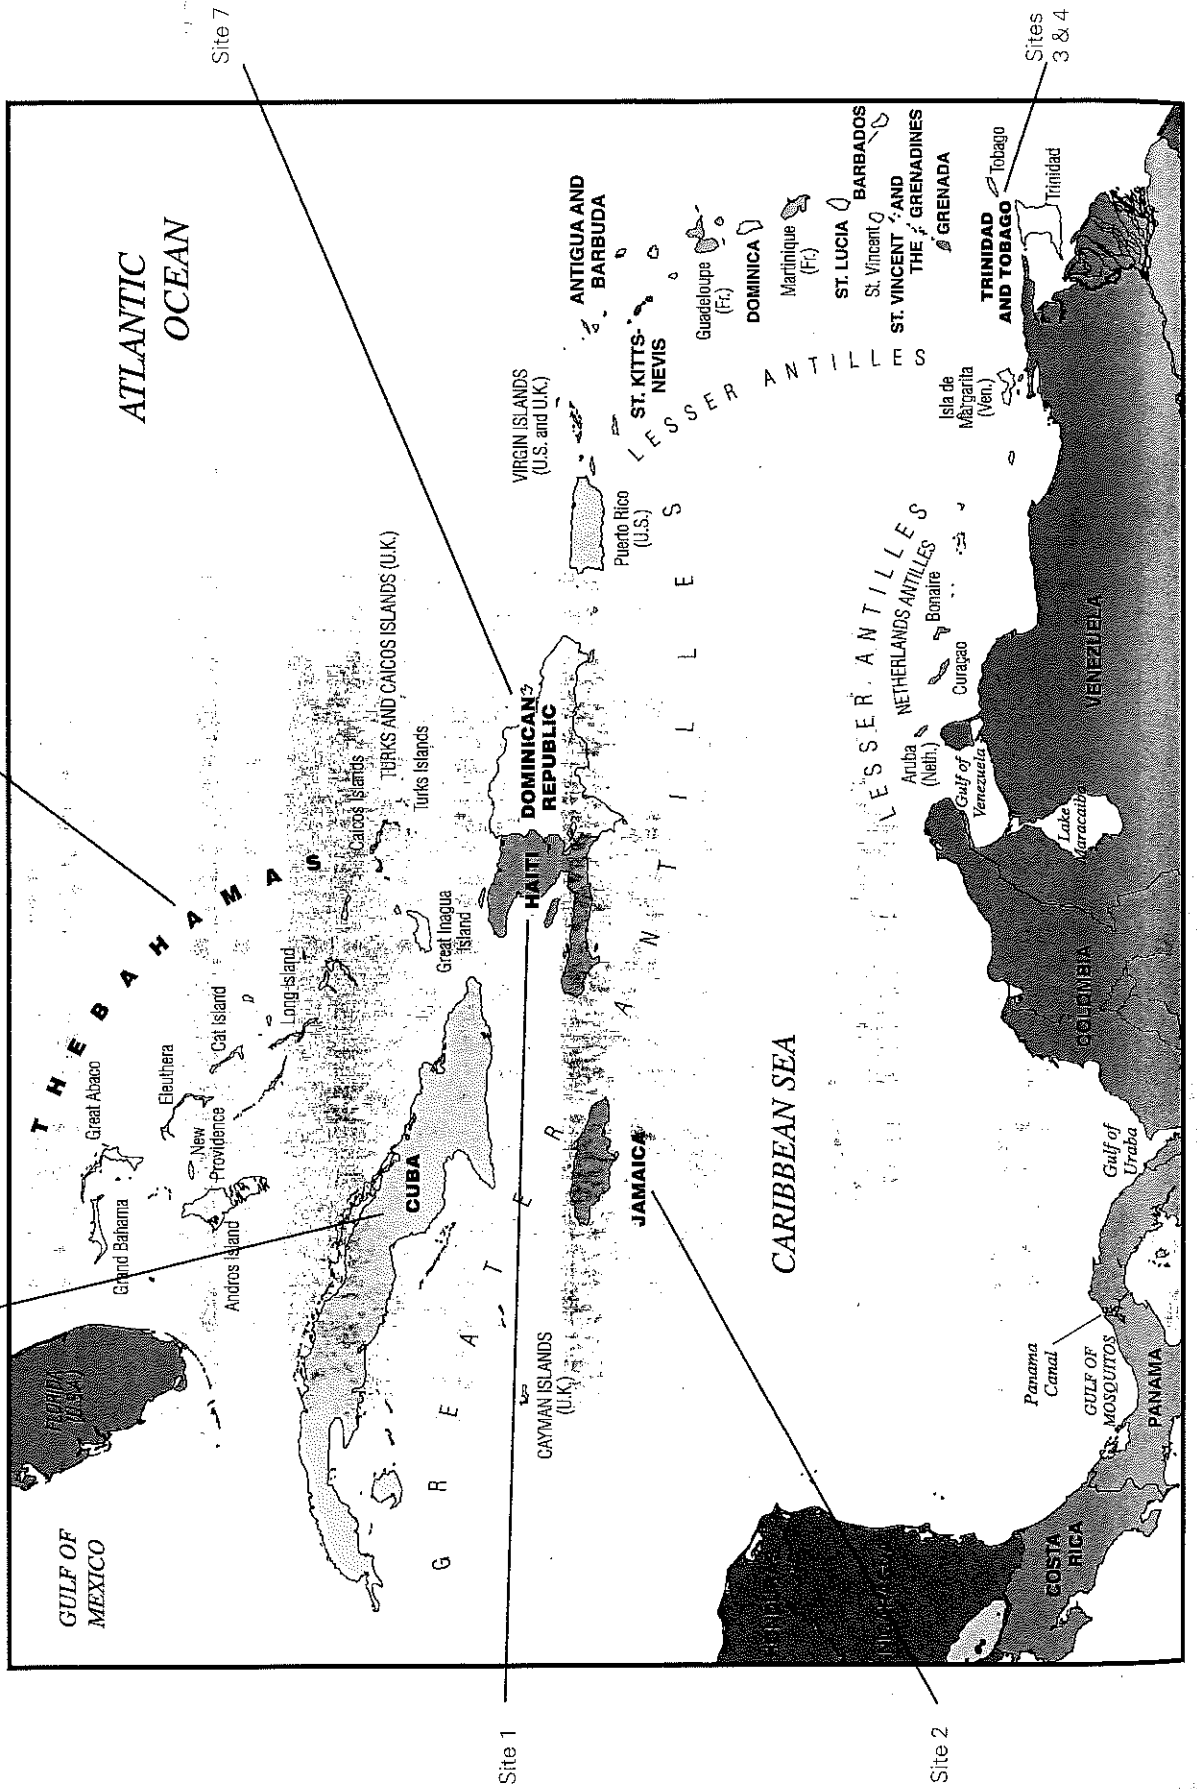 Site 7
Sites
3 & 4
Site 1
Site 2
ATLANTIC
OCEAN
GULF OF
MEXICO
THE BAHAMAS
Great Abaco
Grand Bahama
Eleuthera
New
Providence
Andros Island
Cat Island
Long Island
Caicos Islands
TURKS AND CAICOS ISLANDS (U.K.)
Turks Islands
Great Inagua
Island
CUBA
HAITI
DOMINICAN
REPUBLIC
JAMAICA
CAYMAN ISLANDS
(U.K.)
GREATER ANTILLES
Puerto Rico
(U.S.)
VIRGIN ISLANDS
(U.S. and U.K.)
ANTIGUA AND
BARBUDA
ST. KITTS-
NEVIS
Guadeloupe
(Fr.)
DOMINICA
Martinique
(Fr.)
ST. LUCIA
BARBADOS
St. Vincent
ST. VINCENT AND
THE GRENADINES
GRENADA
LESSER ANTILLES
TRINIDAD
AND TOBAGO
Tobago
Trinidad
Isla de
Margarita
(Ven.)
LESSER ANTILLES
NETHERLANDS ANTILLES
Bonaire
Curaçao
Aruba
(Neth.)
Gulf of
Venezuela
Lake
Maracaibo
VENEZUELA
COLOMBIA
CARIBBEAN SEA
Gulf of
Uraba
Panama
Canal
GULF OF
MOSQUITOS
PANAMA
COSTA
RICA
FLORIDA